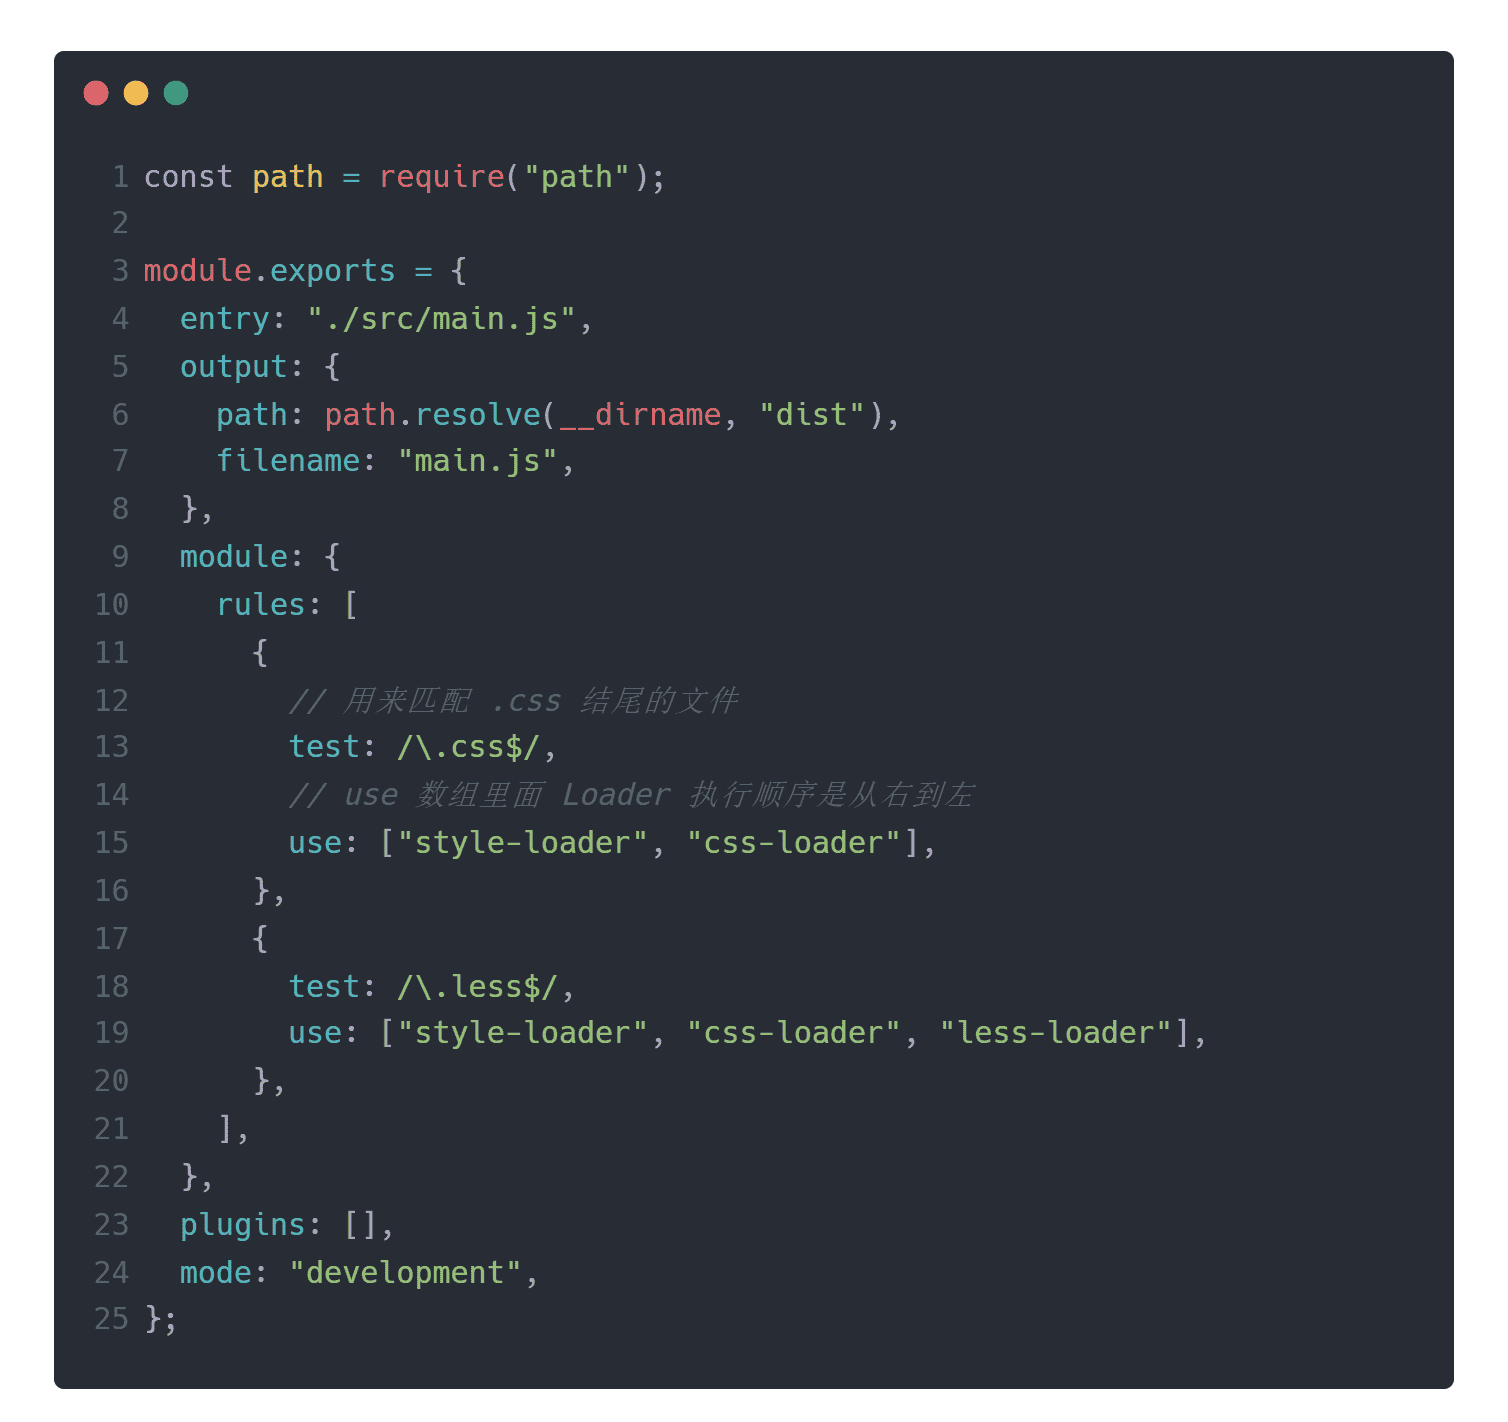 1 const path = require("path");
2
3 module.exports = {
4   entry: "./src/main.js",
5   output: {
6     path: path.resolve(__dirname, "dist"),
7     filename: "main.js",
8   },
9   module: {
10     rules: [
11       {
12         // 用来匹配 .css 结尾的文件
13         test: /\.css$/,
14         // use 数组里面 Loader 执行顺序是从右到左
15         use: ["style-loader", "css-loader"],
16       },
17       {
18         test: /\.less$/,
19         use: ["style-loader", "css-loader", "less-loader"],
20       },
21     ],
22   },
23   plugins: [],
24   mode: "development",
25 };